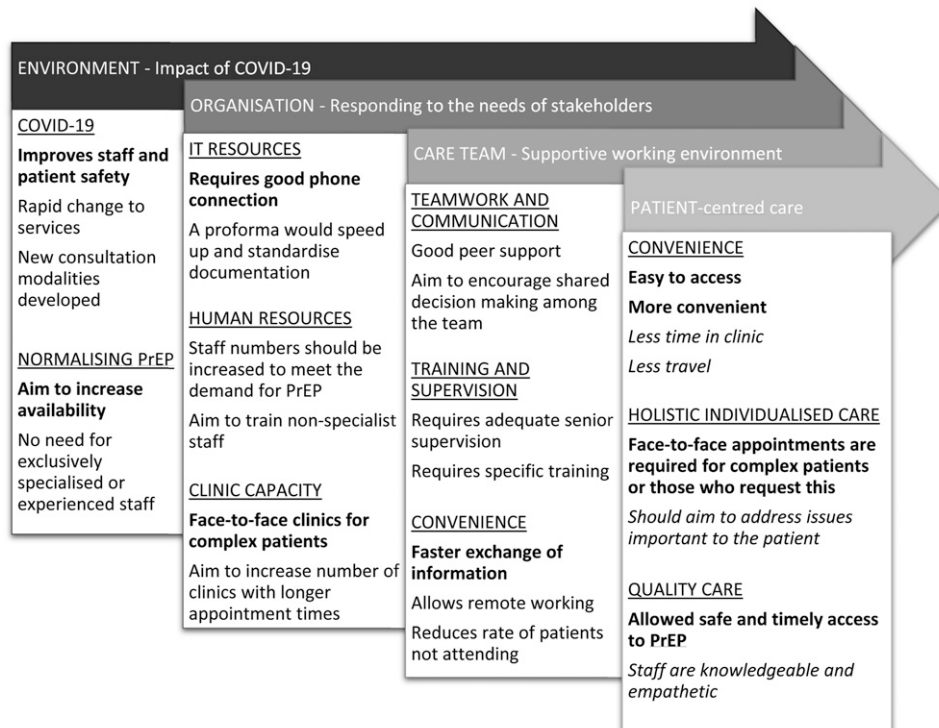 ENVIRONMENT - Impact of COVID-19
COVID-19
Improves staff and
patient safety
Rapid change to
services
New consultation
modalities
developed
NORMALISING PrEP
Aim to increase
availability
No need for
exclusively
specialised or
experienced staff
ORGANISATION - Responding to the needs of stakeholders
IT RESOURCES
Requires good phone
connection
A proforma would speed
up and standardise
documentation
HUMAN RESOURCES
Staff numbers should be
increased to meet the
demand for PrEP
Aim to train non-specialist
staff
CLINIC CAPACITY
Face-to-face clinics for
complex patients
Aim to increase number of
clinics with longer
appointment times
CARE TEAM - Supportive working environment
TEAMWORK AND
COMMUNICATION
Good peer support
Aim to encourage shared
decision making among
the team
TRAINING AND
SUPERVISION
Requires adequate senior
supervision
Requires specific training
CONVENIENCE
Faster exchange of
information
Allows remote working
Reduces rate of patients
not attending
PATIENT-centred care
CONVENIENCE
Easy to access
More convenient
Less time in clinic
Less travel
HOLISTIC INDIVIDUALISED CARE
Face-to-face appointments are
required for complex patients
or those who request this
Should aim to address issues
important to the patient
QUALITY CARE
Allowed safe and timely access
to PrEP
Staff are knowledgeable and
empathetic